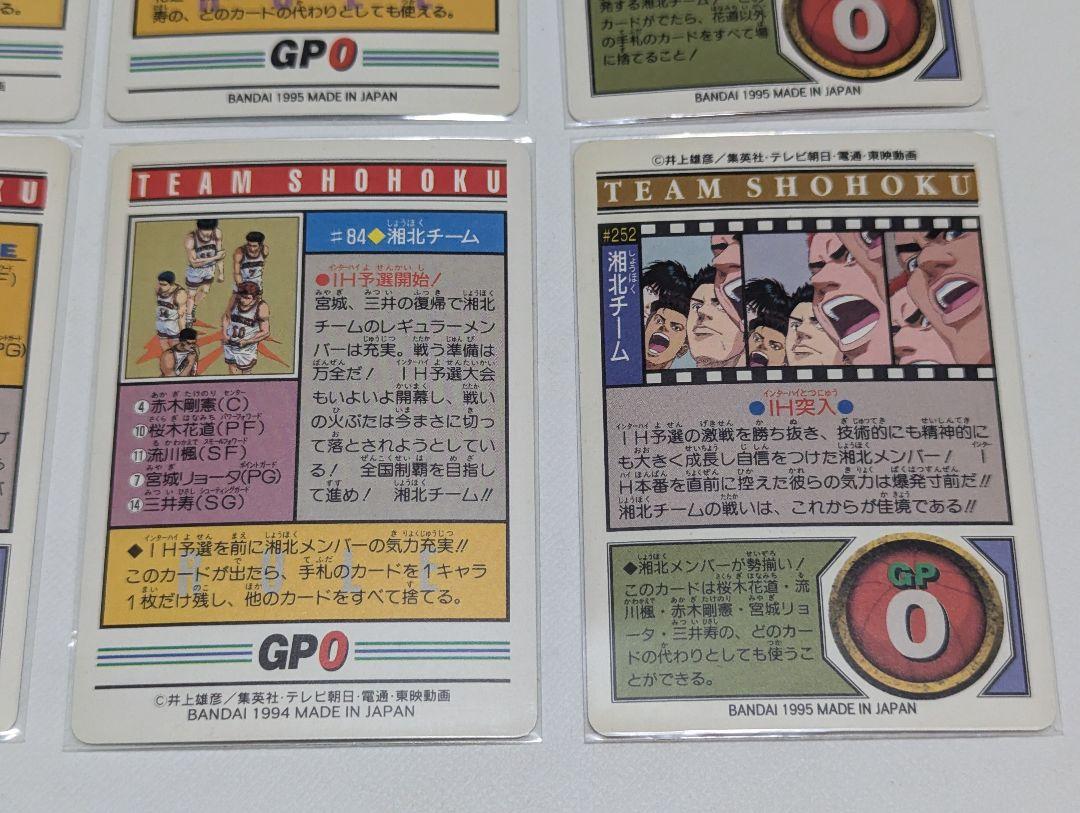 る。
寿の、どのカードの代わりとしても使える。
GP0
BANDAI 1995 MADE IN JAPAN
発する湘北チーム
カードがでたら、花道以外
の手札のカードをすべて場
に捨てること！
0
BANDAI 1995 MADE IN JAPAN
KU
TEAM SHOHOKU
#84◆湘北チーム
●IH予選開始！
宮城、三井の復帰で湘北
チームのレギュラーメン
バーは充実。戦う準備は
万全だ！ IH予選大会
もいよいよ開幕し、戦い
の火ぶたは今まさに切っ
て落とされようとしてい
る！ 全国制覇を目指し
て進め！ 湘北チーム!!
④赤木剛憲(C)
⑩桜木花道(PF)
⑪流川楓(SF)
⑦宮城リョータ(PG)
⑭三井寿(SG)
◆IH予選を前に湘北メンバーの気力充実!!
このカードが出たら、手札のカードを1キャラ
1枚だけ残し、他のカードをすべて捨てる。
GP0
©井上雄彦／集英社・テレビ朝日・電通・東映動画
BANDAI 1994 MADE IN JAPAN
©井上雄彦／集英社・テレビ朝日・電通・東映動画
TEAM SHOHOKU
#252
湘北チーム
●IH突入●
IH予選の激戦を勝ち抜き、技術的にも精神的に
も大きく成長し自信をつけた湘北メンバー！ I
H本番を直前に控えた彼らの気力は爆発寸前だ!!
湘北チームの戦いは、これからが佳境である!!
◆湘北メンバーが勢揃い！
このカードは桜木花道・流
川楓・赤木剛憲・宮城リョ
ータ・三井寿の、どのカー
ドの代わりとしても使うこ
とができる。
GP
0
BANDAI 1995 MADE IN JAPAN